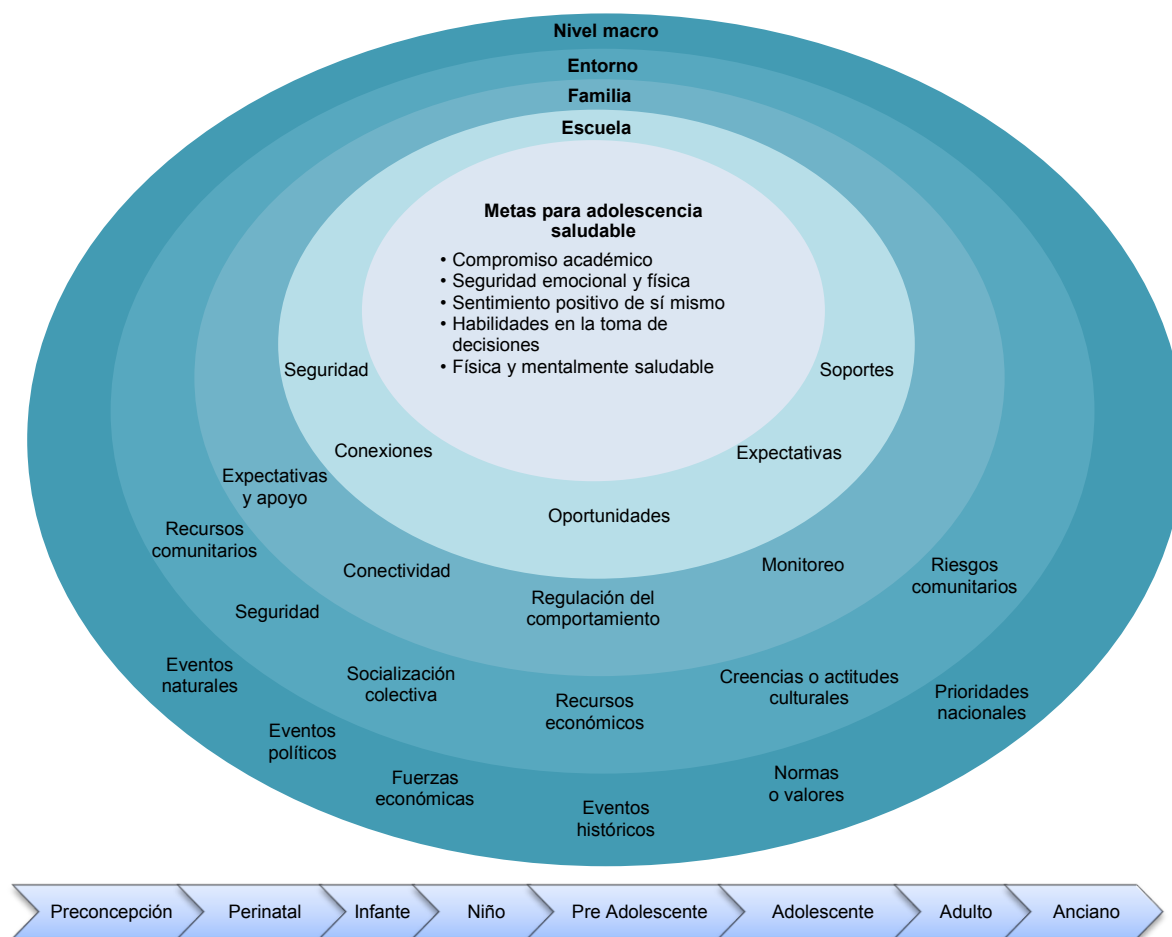 Nivel macro
Entorno
Familia
Escuela
Metas para adolescencia
saludable
• Compromiso académico
• Seguridad emocional y física
• Sentimiento positivo de sí mismo
• Habilidades en la toma de
decisiones
• Física y mentalmente saludable
Seguridad
Soportes
Conexiones
Expectativas
Oportunidades
Expectativas
y apoyo
Conectividad
Regulación del
comportamiento
Monitoreo
Recursos
comunitarios
Riesgos
comunitarios
Seguridad
Socialización
colectiva
Recursos
económicos
Creencias o actitudes
culturales
Eventos
naturales
Prioridades
nacionales
Eventos
políticos
Fuerzas
económicas
Eventos
históricos
Normas
o valores
Preconcepción
Perinatal
Infante
Niño
Pre Adolescente
Adolescente
Adulto
Anciano